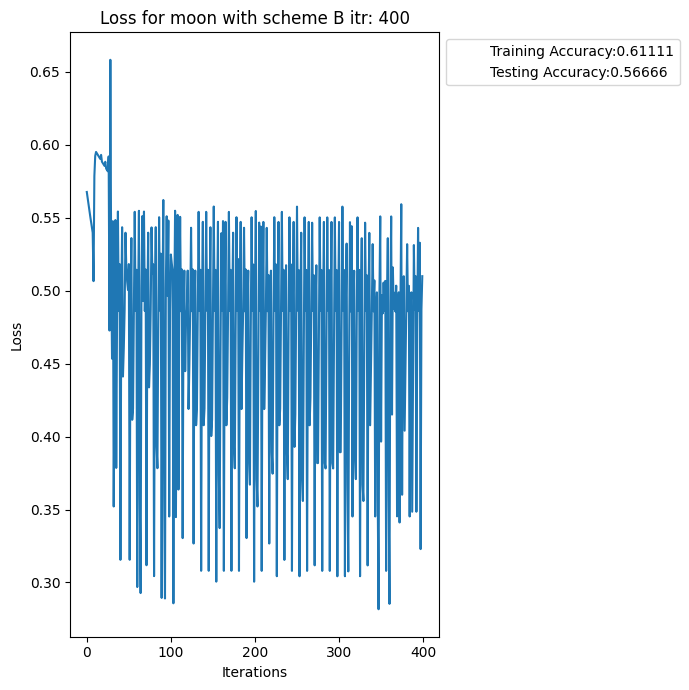 Loss for moon with scheme B itr: 400
Training Accuracy:0.61111
Testing Accuracy:0.56666
0.65
0.60
0.55
0.50
0.45
0.40
0.35
0.30
Loss
0
100
200
300
400
Iterations